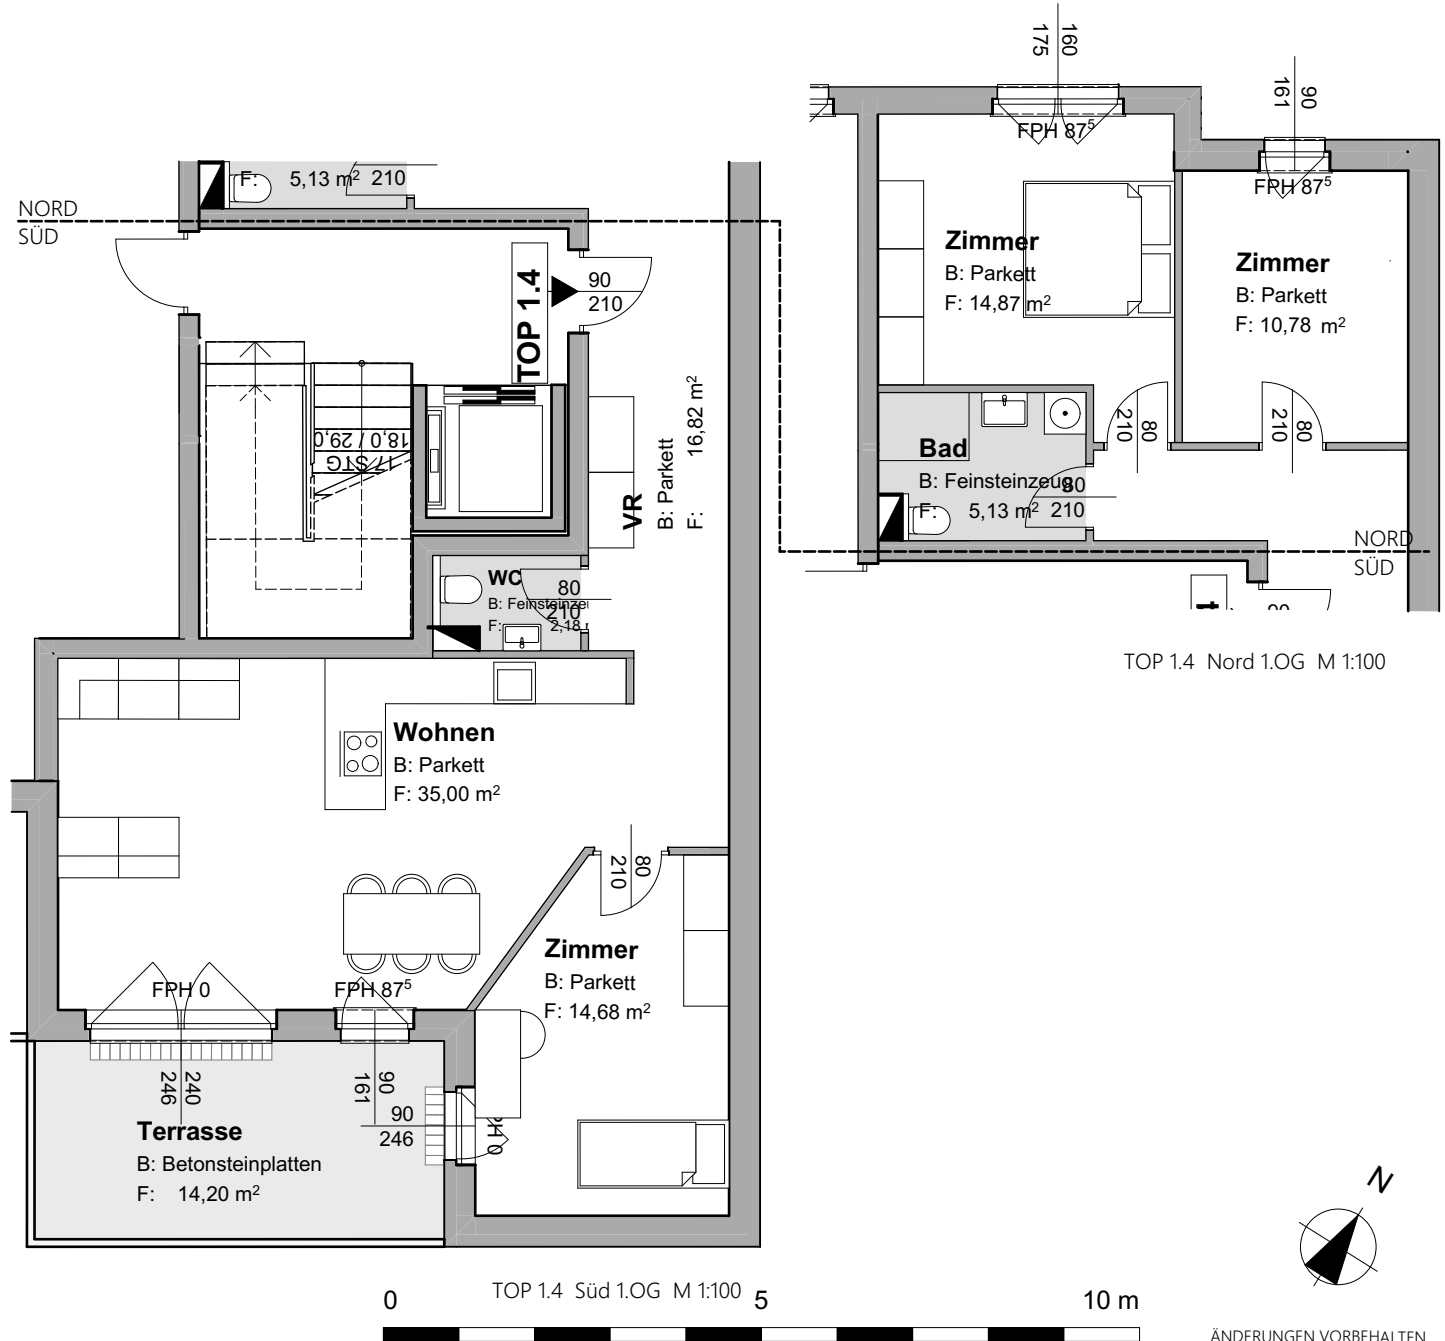 175
160
161
90
FPH 87⁵
FPH 87⁵
F: 5,13 m² 210
NORD
SÜD
TOP 1.4
90
210
Zimmer
B: Parkett
F: 14,87 m²
Zimmer
B: Parkett
F: 10,78 m²
210
80
210
80
Bad
B: Feinsteinzeug
80
F: 5,13 m² 210
NORD
SÜD
TOP 1.4 Nord 1.OG M 1:100
17 STG
18,0 / 29,0
VR
B: Parkett
F: 16,82 m²
WC
80
B: Feinsteinzeu
210
F: 2,18
Wohnen
B: Parkett
F: 35,00 m²
210
80
Zimmer
B: Parkett
F: 14,68 m²
FPH 0
FPH 87⁵
246
240
161
90
90
246
PH 0
Terrasse
B: Betonsteinplatten
F: 14,20 m²
N
TOP 1.4 Süd 1.OG M 1:100
0 5 10 m
ÄNDERUNGEN VORBEHALTEN